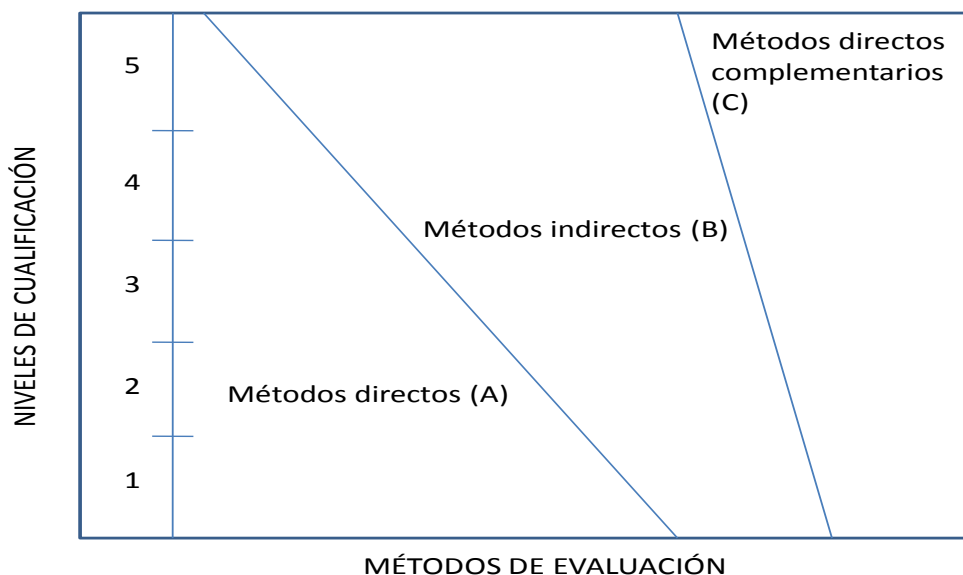 Métodos directos
complementarios
(C)
5
4
Métodos indirectos (B)
3
2
Métodos directos (A)
1
NIVELES DE CUALIFICACIÓN
MÉTODOS DE EVALUACIÓN